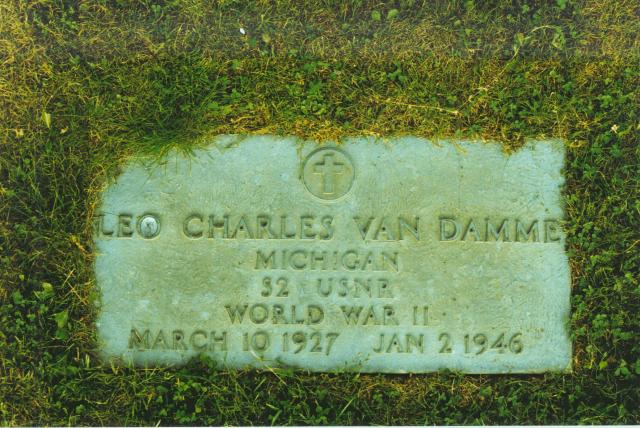 LEO CHARLES VAN DAMME
MICHIGAN
S2 USNR
WORLD WAR II
MARCH 10 1927 JAN 2 1946